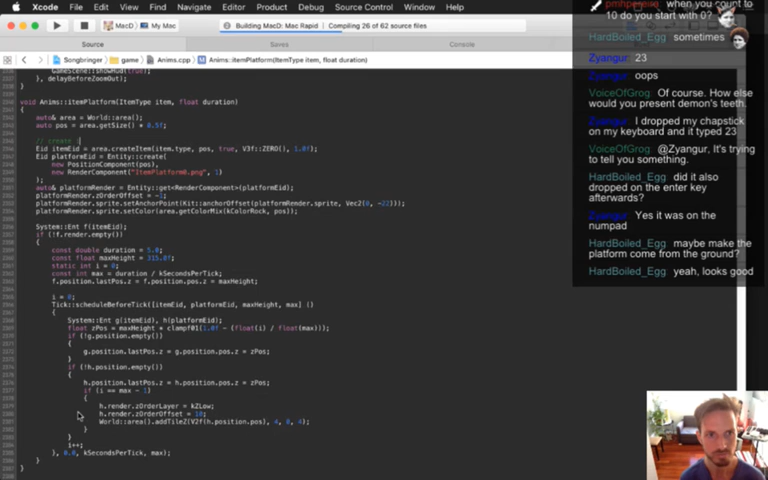 Xcode File Edit View Find Navigate Editor Product Debug Source Control Window Help
MacD My Mac
Building MacD: Mac Rapid | Compiling 26 of 62 source files
Source Saves Console
Songbringer game Anims.cpp Anims::itemPlatform(ItemType item, float duration)
}, delayBeforeZoomOut);
}
void Anims::itemPlatform(ItemType item, float duration)
{
auto& area = World::area();
auto pos = area.getSize() * 0.5f;
// create
Eid itemEid = area.createItem(item.type, pos, true, V3f::ZERO(), 1.0f);
Eid platformEid = Entity::create(
new PositionComponent(pos),
new RenderComponent("ItemPlatform0.png", 1)
);
auto& platformRender = Entity::get<RenderComponent>(platformEid);
platformRender.zOrderOffset = -1;
platformRender.sprite.setAnchorPoint(Kit::anchorOffset(platformRender.sprite, Vec2(0, -22)));
platformRender.sprite.setColor(area.getColorMix(kColorRock, pos));
System::Ent f(itemEid);
if (!f.render.empty())
{
const double duration = 5.0;
const float maxHeight = 315.0f;
static int i = 0;
const int max = duration / kSecondsPerTick;
f.position.lastPos.z = f.position.pos.z = maxHeight;
i = 0;
Tick::scheduleBeforeTick([itemEid, platformEid, maxHeight, max] ()
{
System::Ent g(itemEid), h(platformEid);
float zPos = maxHeight * clampf01(1.0f - (float(i) / float(max)));
if (!g.position.empty())
{
g.position.lastPos.z = g.position.pos.z = zPos;
}
if (!h.position.empty())
{
h.position.lastPos.z = h.position.pos.z = zPos;
if (i == max - 1)
{
h.render.zOrderLayer = kZLow;
h.render.zOrderOffset = 10;
World::area().addTileZ(V2f(h.position.pos), 4, 0, 4);
}
}
i++;
}, 0.0, kSecondsPerTick, max);
}
}
when you count to
10 do you start with 0?
HardBoiled_Egg sometimes
Zyangur: 23
Zyangur: oops
VoiceOfGrog Of course. How else
would you present demon's teeth.
Zyangur: I dropped my chapstick
on my keyboard and it typed 23
VoiceOfGrog @Zyangur, It's trying
to tell you something.
HardBoiled_Egg did it also
dropped on the enter key
afterwards?
Zyangur: Yes it was on the
numpad
HardBoiled_Egg maybe make the
platform come from the ground?
HardBoiled_Egg yeah, looks good